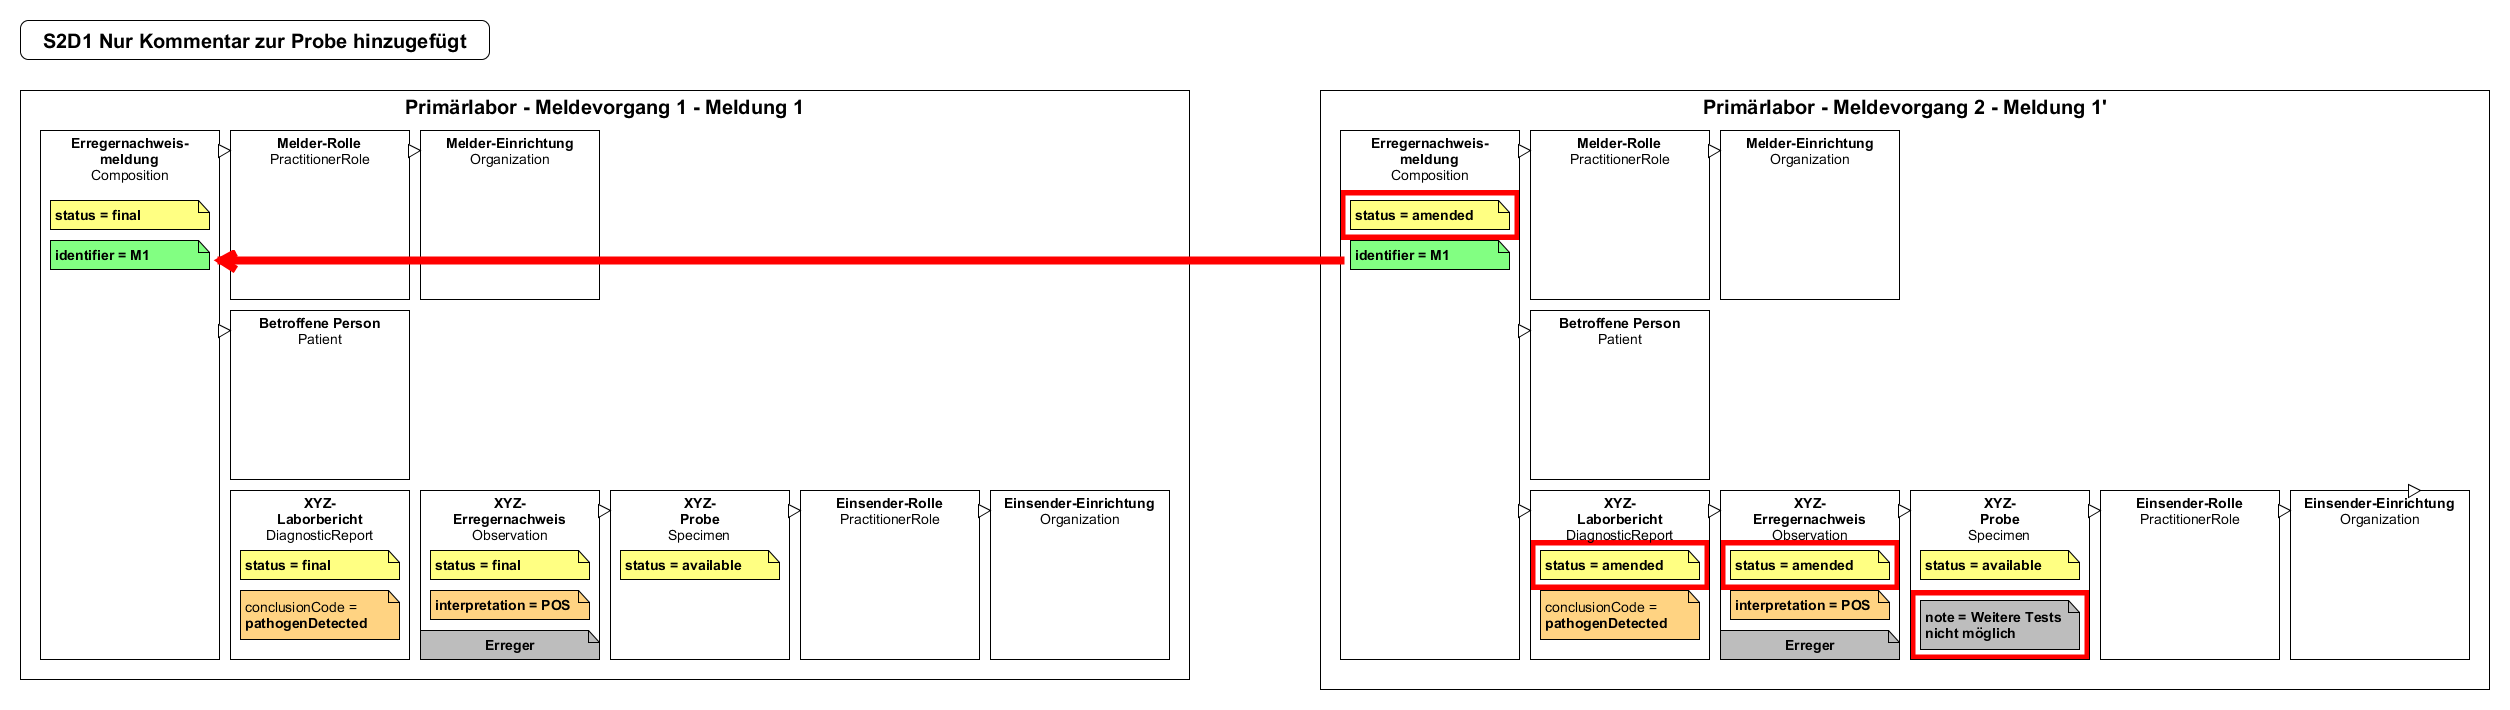 S2D1 Nur Kommentar zur Probe hinzugefügt
Primärlabor - Meldevorgang 1 - Meldung 1
Erregernachweis-
meldung
Composition
status = final
identifier = M1
Melder-Rolle
PractitionerRole
Melder-Einrichtung
Organization
Betroffene Person
Patient
XYZ-
Laborbericht
DiagnosticReport
status = final
conclusionCode =
pathogenDetected
XYZ-
Erregernachweis
Observation
status = final
interpretation = POS
Erreger
XYZ-
Probe
Specimen
status = available
Einsender-Rolle
PractitionerRole
Einsender-Einrichtung
Organization
Primärlabor - Meldevorgang 2 - Meldung 1'
Erregernachweis-
meldung
Composition
status = amended
identifier = M1
Melder-Rolle
PractitionerRole
Melder-Einrichtung
Organization
Betroffene Person
Patient
XYZ-
Laborbericht
DiagnosticReport
status = amended
conclusionCode =
pathogenDetected
XYZ-
Erregernachweis
Observation
status = amended
interpretation = POS
Erreger
XYZ-
Probe
Specimen
status = available
note = Weitere Tests
nicht möglich
Einsender-Rolle
PractitionerRole
Einsender-Einrichtung
Organization